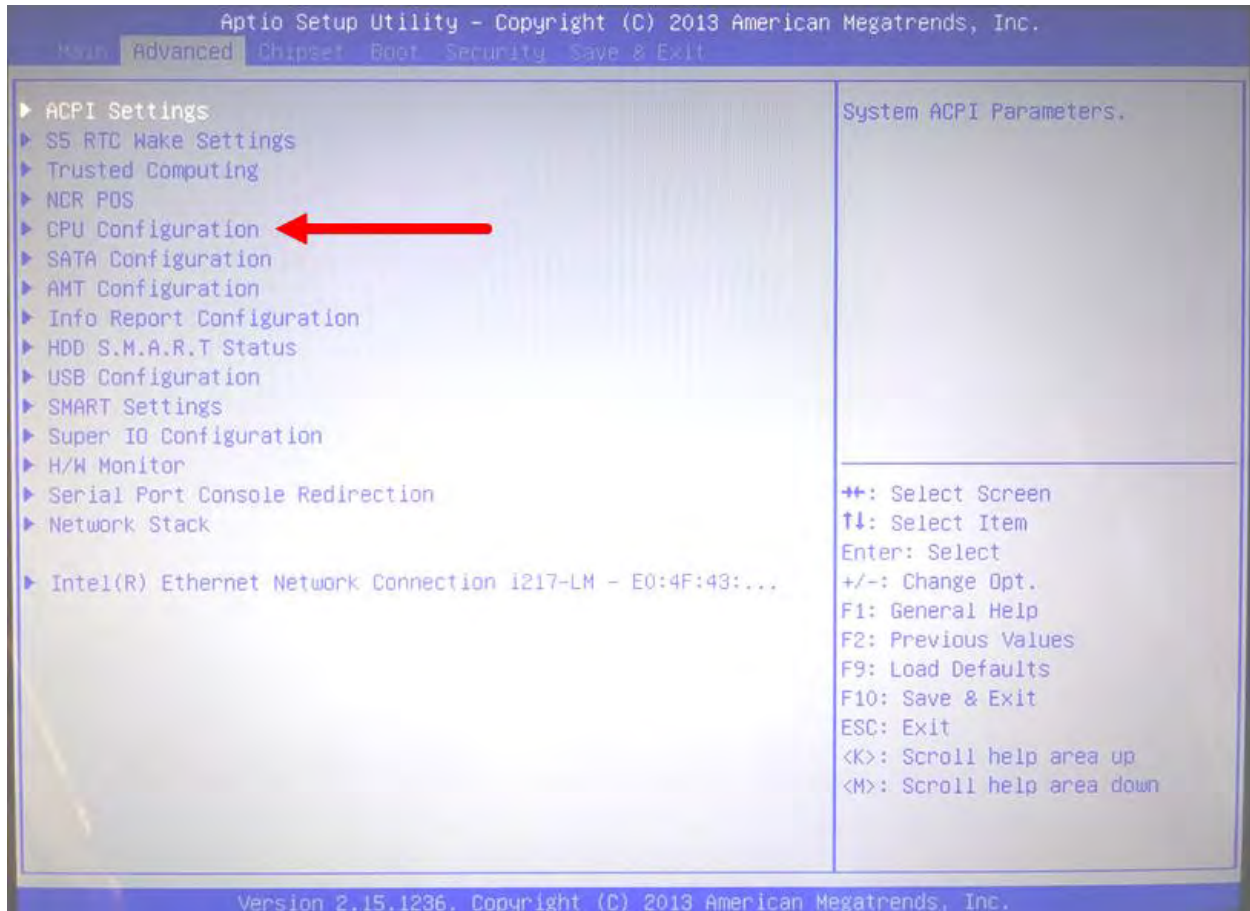 Aptio Setup Utility – Copyright (C) 2013 American Megatrends, Inc.
Main Advanced Chipset Boot Security Save & Exit
ACPI Settings
S5 RTC Wake Settings
Trusted Computing
NCR POS
CPU Configuration
SATA Configuration
AMT Configuration
Info Report Configuration
HDD S.M.A.R.T Status
USB Configuration
SMART Settings
Super IO Configuration
H/W Monitor
Serial Port Console Redirection
Network Stack
Intel(R) Ethernet Network Connection i217-LM – E0:4F:43:...
System ACPI Parameters.
→←: Select Screen
↑↓: Select Item
Enter: Select
+/-: Change Opt.
F1: General Help
F2: Previous Values
F9: Load Defaults
F10: Save & Exit
ESC: Exit
<K>: Scroll help area up
<M>: Scroll help area down
Version 2.15.1236. Copyright (C) 2013 American Megatrends, Inc.